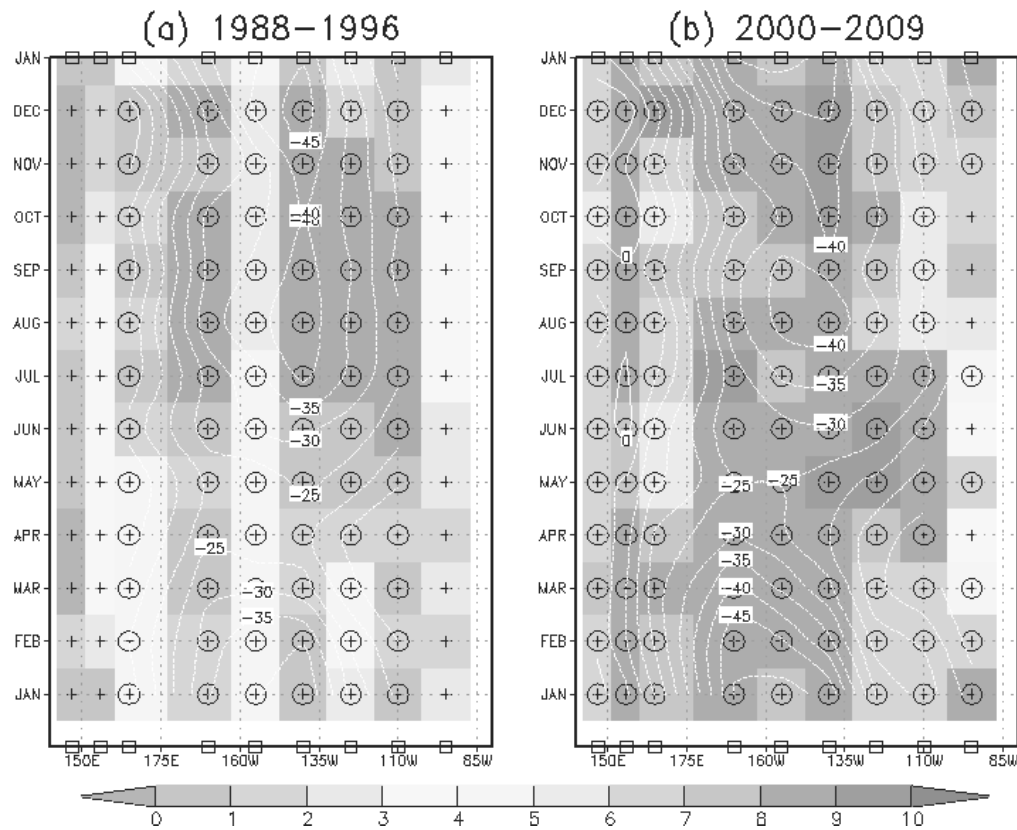 (a) 1988−1996
(b) 2000−2009
JAN
DEC
NOV
OCT
SEP
AUG
JUL
JUN
MAY
APR
MAR
FEB
JAN
−45
−40
−35
−30
−25
−25
−30
−35
150E 175E 160W 135W 110W 85W
JAN
DEC
NOV
OCT
SEP
AUG
JUL
JUN
MAY
APR
MAR
FEB
JAN
−40
0
−40
−35
−30
0
−25
−25
−30
−35
−40
−45
150E 175E 160W 135W 110W 85W
0 1 2 3 4 5 6 7 8 9 10